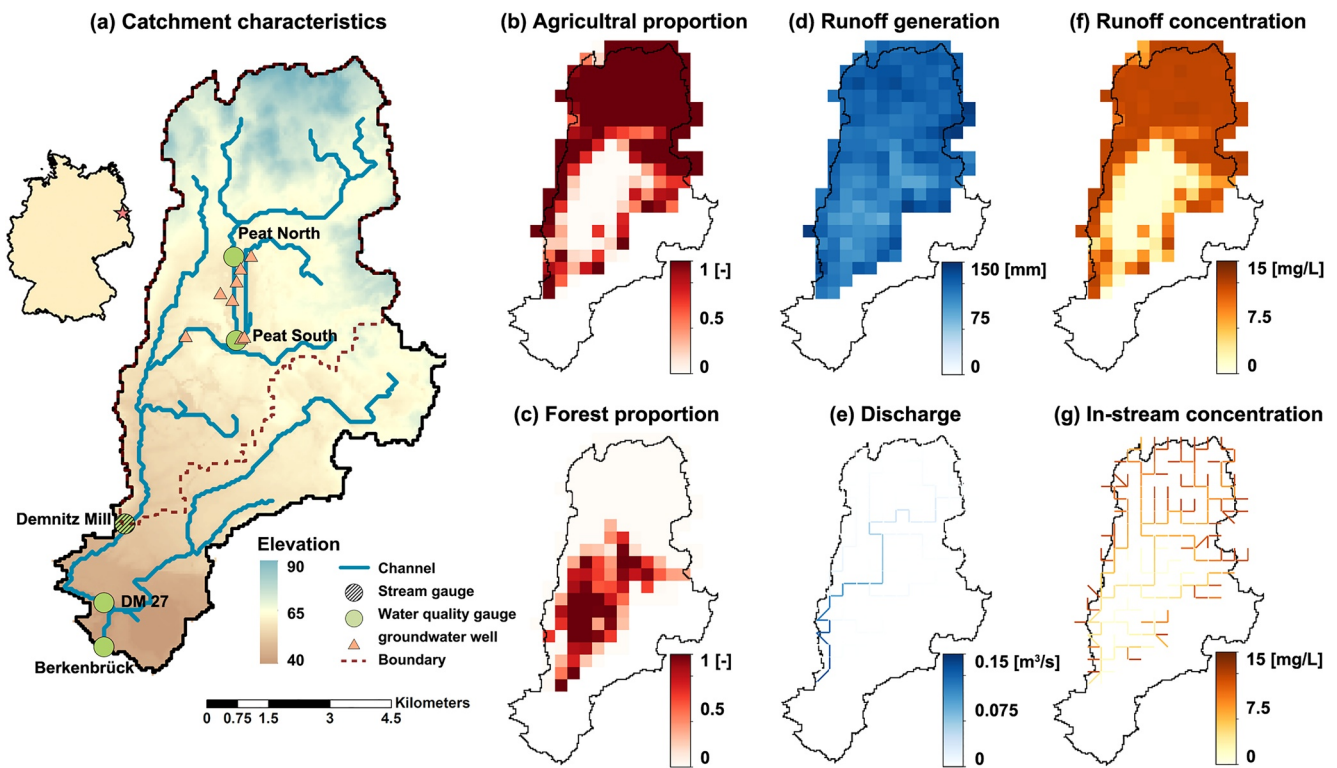 (a) Catchment characteristics
Peat North
Peat South
Demnitz Mill
DM 27
Berkenbrück
Elevation
90
65
40
Channel
Stream gauge
Water quality gauge
groundwater well
Boundary
Kilometers
0 0.75 1.5 3 4.5
(b) Agricultral proportion
1 [-]
0.5
0
(d) Runoff generation
150 [mm]
75
0
(f) Runoff concentration
15 [mg/L]
7.5
0
(c) Forest proportion
1 [-]
0.5
0
(e) Discharge
0.15 [m³/s]
0.075
0
(g) In-stream concentration
15 [mg/L]
7.5
0